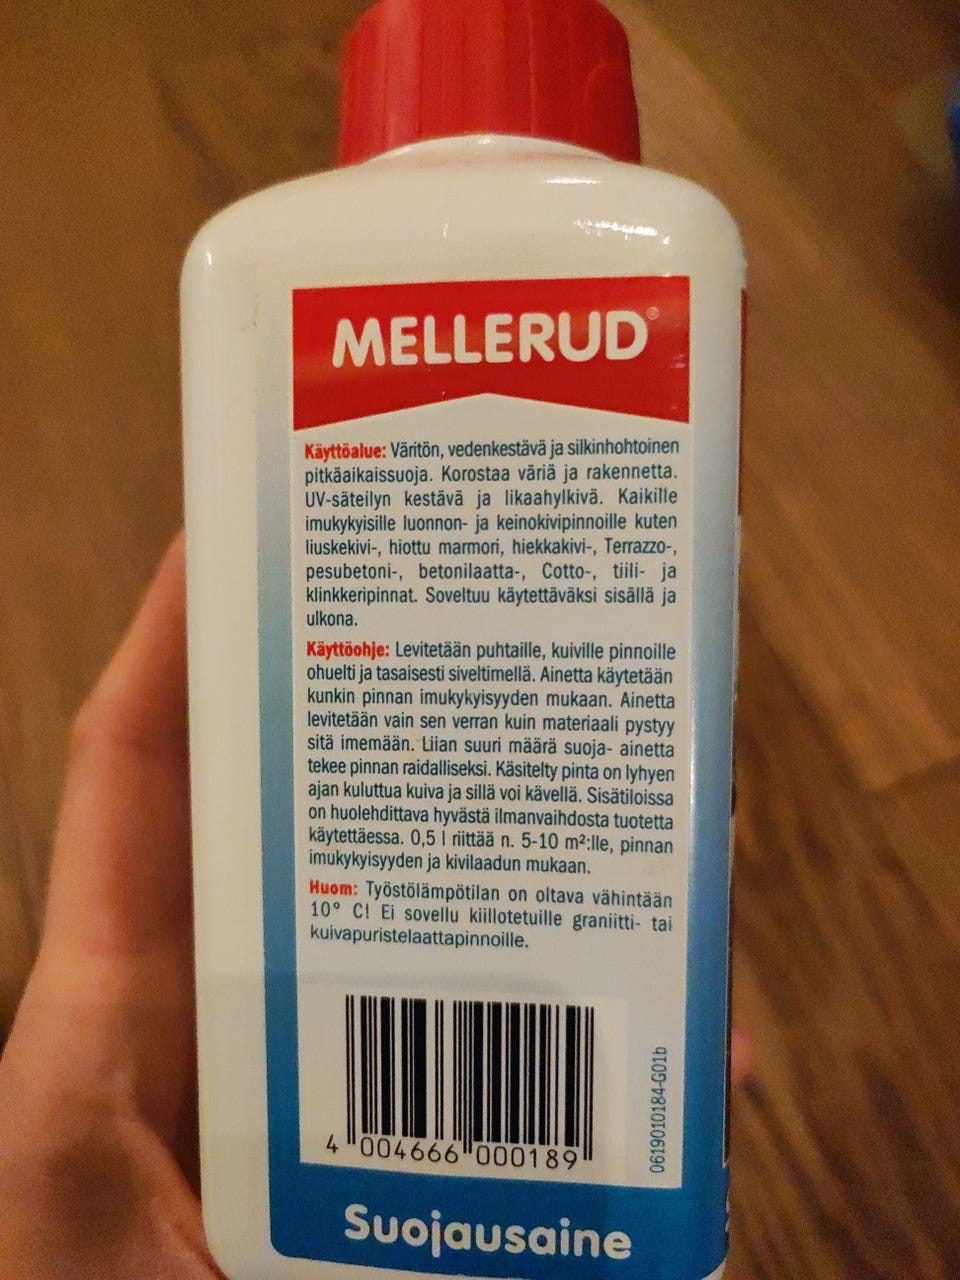 MELLERUD®
Käyttöalue: Väritön, vedenkestävä ja silkinhohtoinen
pitkäaikaissuoja. Korostaa väriä ja rakennetta.
UV-säteilyn kestävä ja likaahylkivä. Kaikille
imukykyisille luonnon- ja keinokivipinnoille kuten
liuskekivi-, hiottu marmori, hiekkakivi-, Terrazzo-,
pesubetoni-, betonilaatta-, Cotto-, tiili- ja
klinkkeripinnat. Soveltuu käytettäväksi sisällä ja
ulkona.
Käyttöohje: Levitetään puhtaille, kuiville pinnoille
ohuelti ja tasaisesti siveltimellä. Ainetta käytetään
kunkin pinnan imukykyisyyden mukaan. Ainetta
levitetään vain sen verran kuin materiaali pystyy
sitä imemään. Liian suuri määrä suoja- ainetta
tekee pinnan raidalliseksi. Käsitelty pinta on lyhyen
ajan kuluttua kuiva ja sillä voi kävellä. Sisätiloissa
on huolehdittava hyvästä ilmanvaihdosta tuotetta
käytettäessa. 0,5 l riittää n. 5-10 m²:lle, pinnan
imukykyisyyden ja kivilaadun mukaan.
Huom: Työstölämpötilan on oltava vähintään
10° C! Ei sovellu kiillotetuille graniitti- tai
kuivapuristelaattapinnoille.
4 004666 000189
0619010184-G01b
Suojausaine